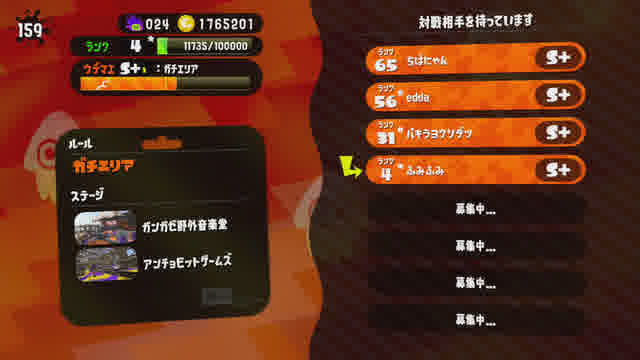 159
024
1765201
ランク 4* 11735/100000
ウデマエ S+ : ガチエリア
ルール
ガチエリア
ステージ
ガンガゼ野外音楽堂
アンチョビットゲームズ
対戦相手を待っています
ランク 65 ちはにゃん S+
ランク 56* edda S+
ランク 31* バキラヨクソダツ S+
ランク 4* ふみふみ S+
募集中...
募集中...
募集中...
募集中...